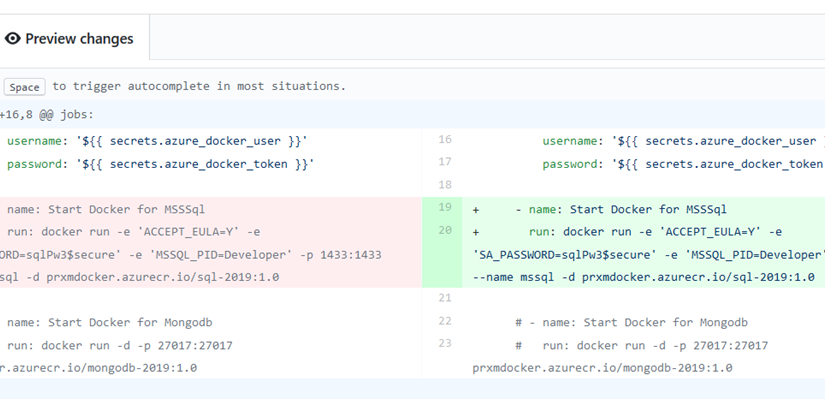 Preview changes
Space to trigger autocomplete in most situations.
+16,8 @@ jobs:
username: '${{ secrets.azure_docker_user }}'
password: '${{ secrets.azure_docker_token }}'
name: Start Docker for MSSSql
run: docker run -e 'ACCEPT_EULA=Y' -e
ORD=sqlPw3$secure' -e 'MSSQL_PID=Developer' -p 1433:1433
sql -d prxmdocker.azurecr.io/sql-2019:1.0
name: Start Docker for Mongodb
run: docker run -d -p 27017:27017
r.azurecr.io/mongodb-2019:1.0
16 username: '${{ secrets.azure_docker_user }
17 password: '${{ secrets.azure_docker_token
18
19 + - name: Start Docker for MSSSql
20 + run: docker run -e 'ACCEPT_EULA=Y' -e
'SA_PASSWORD=sqlPw3$secure' -e 'MSSQL_PID=Developer'
--name mssql -d prxmdocker.azurecr.io/sql-2019:1.0
21
22 # - name: Start Docker for Mongodb
23 # run: docker run -d -p 27017:27017
prxmdocker.azurecr.io/mongodb-2019:1.0